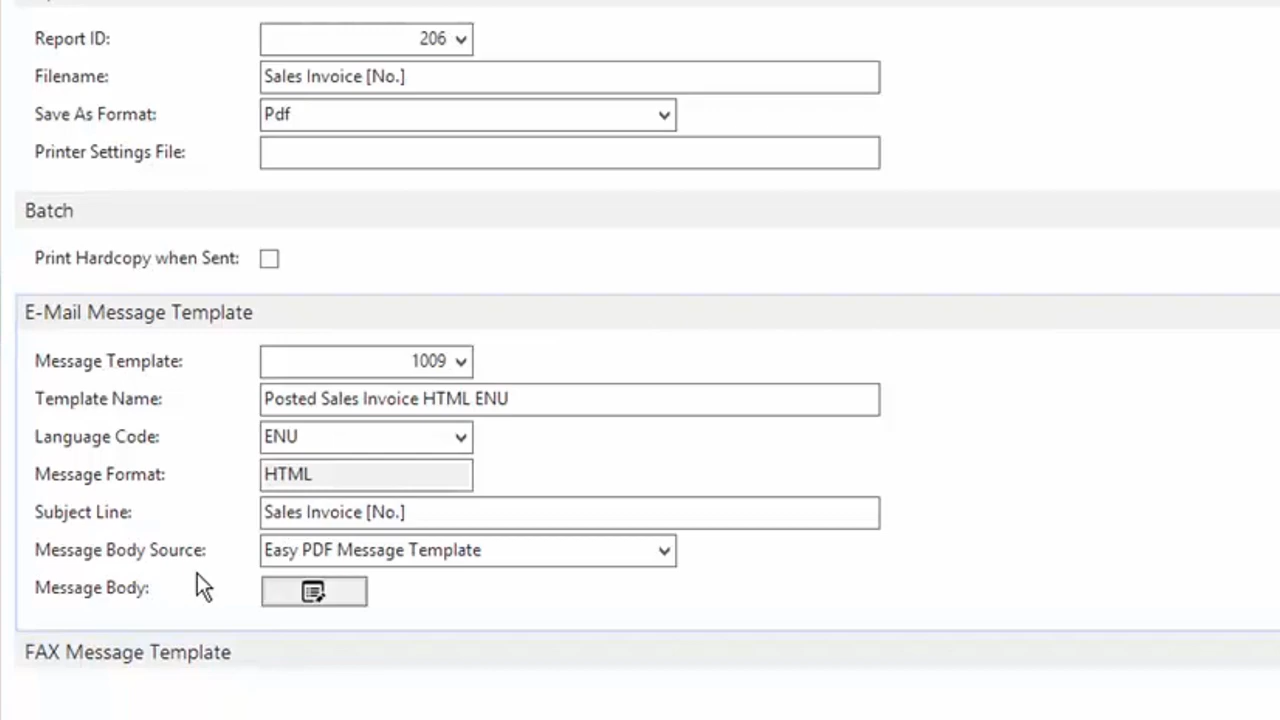 Report ID: 206
Filename: Sales Invoice [No.]
Save As Format: Pdf
Printer Settings File:
Batch
Print Hardcopy when Sent:
E-Mail Message Template
Message Template: 1009
Template Name: Posted Sales Invoice HTML ENU
Language Code: ENU
Message Format: HTML
Subject Line: Sales Invoice [No.]
Message Body Source: Easy PDF Message Template
Message Body:
FAX Message Template